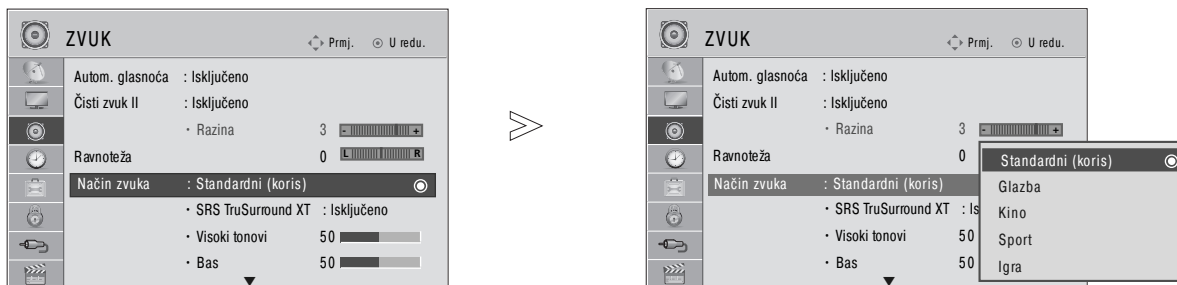 ZVUK
Prmj. U redu.
Autom. glasnoća : Isključeno
Čisti zvuk II : Isključeno
• Razina 3 - +
Ravnoteža 0 L R
Način zvuka : Standardni (koris)
• SRS TruSurround XT : Isključeno
• Visoki tonovi 50
• Bas 50
ZVUK
Prmj. U redu.
Autom. glasnoća : Isključeno
Čisti zvuk II : Isključeno
• Razina 3 - +
Ravnoteža 0
Način zvuka : Standardni (koris)
• SRS TruSurround XT : Is
• Visoki tonovi 50
• Bas 50
Standardni (koris)
Glazba
Kino
Sport
Igra